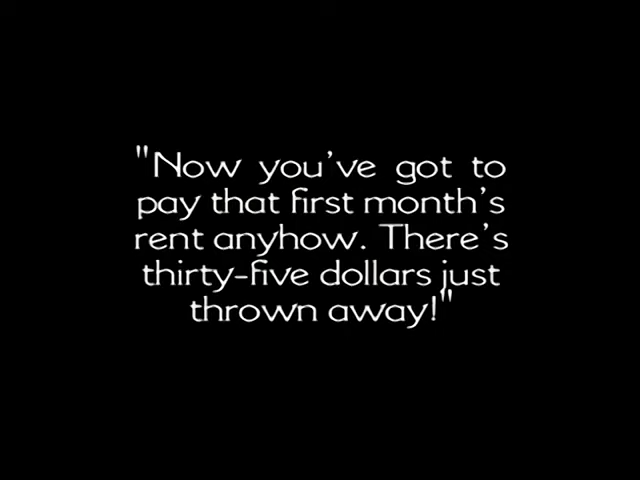 "Now you've got to
pay that first month's
rent anyhow. There's
thirty-five dollars just
thrown away!"